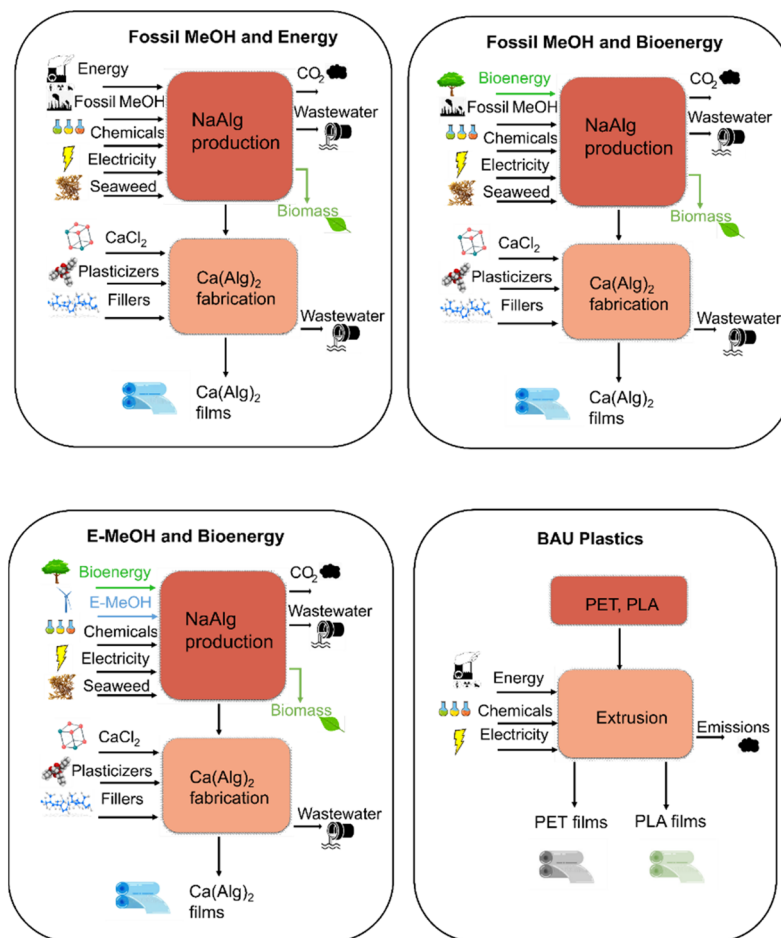 Fossil MeOH and Energy
Energy
Fossil MeOH
Chemicals
Electricity
Seaweed
NaAlg
production
CO₂
Wastewater
Biomass
CaCl₂
Plasticizers
Fillers
Ca(Alg)₂
fabrication
Wastewater
Ca(Alg)₂
films
Fossil MeOH and Bioenergy
Bioenergy
Fossil MeOH
Chemicals
Electricity
Seaweed
NaAlg
production
CO₂
Wastewater
Biomass
CaCl₂
Plasticizers
Fillers
Ca(Alg)₂
fabrication
Wastewater
Ca(Alg)₂
films
E-MeOH and Bioenergy
Bioenergy
E-MeOH
Chemicals
Electricity
Seaweed
NaAlg
production
CO₂
Wastewater
Biomass
CaCl₂
Plasticizers
Fillers
Ca(Alg)₂
fabrication
Wastewater
Ca(Alg)₂
films
BAU Plastics
PET, PLA
Energy
Chemicals
Electricity
Extrusion
Emissions
PET films
PLA films